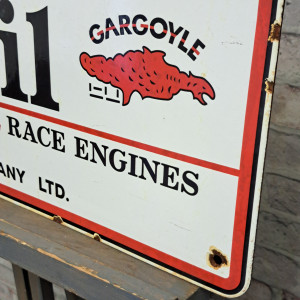 GARGOYLE
il
RACE ENGINES
ANY LTD.